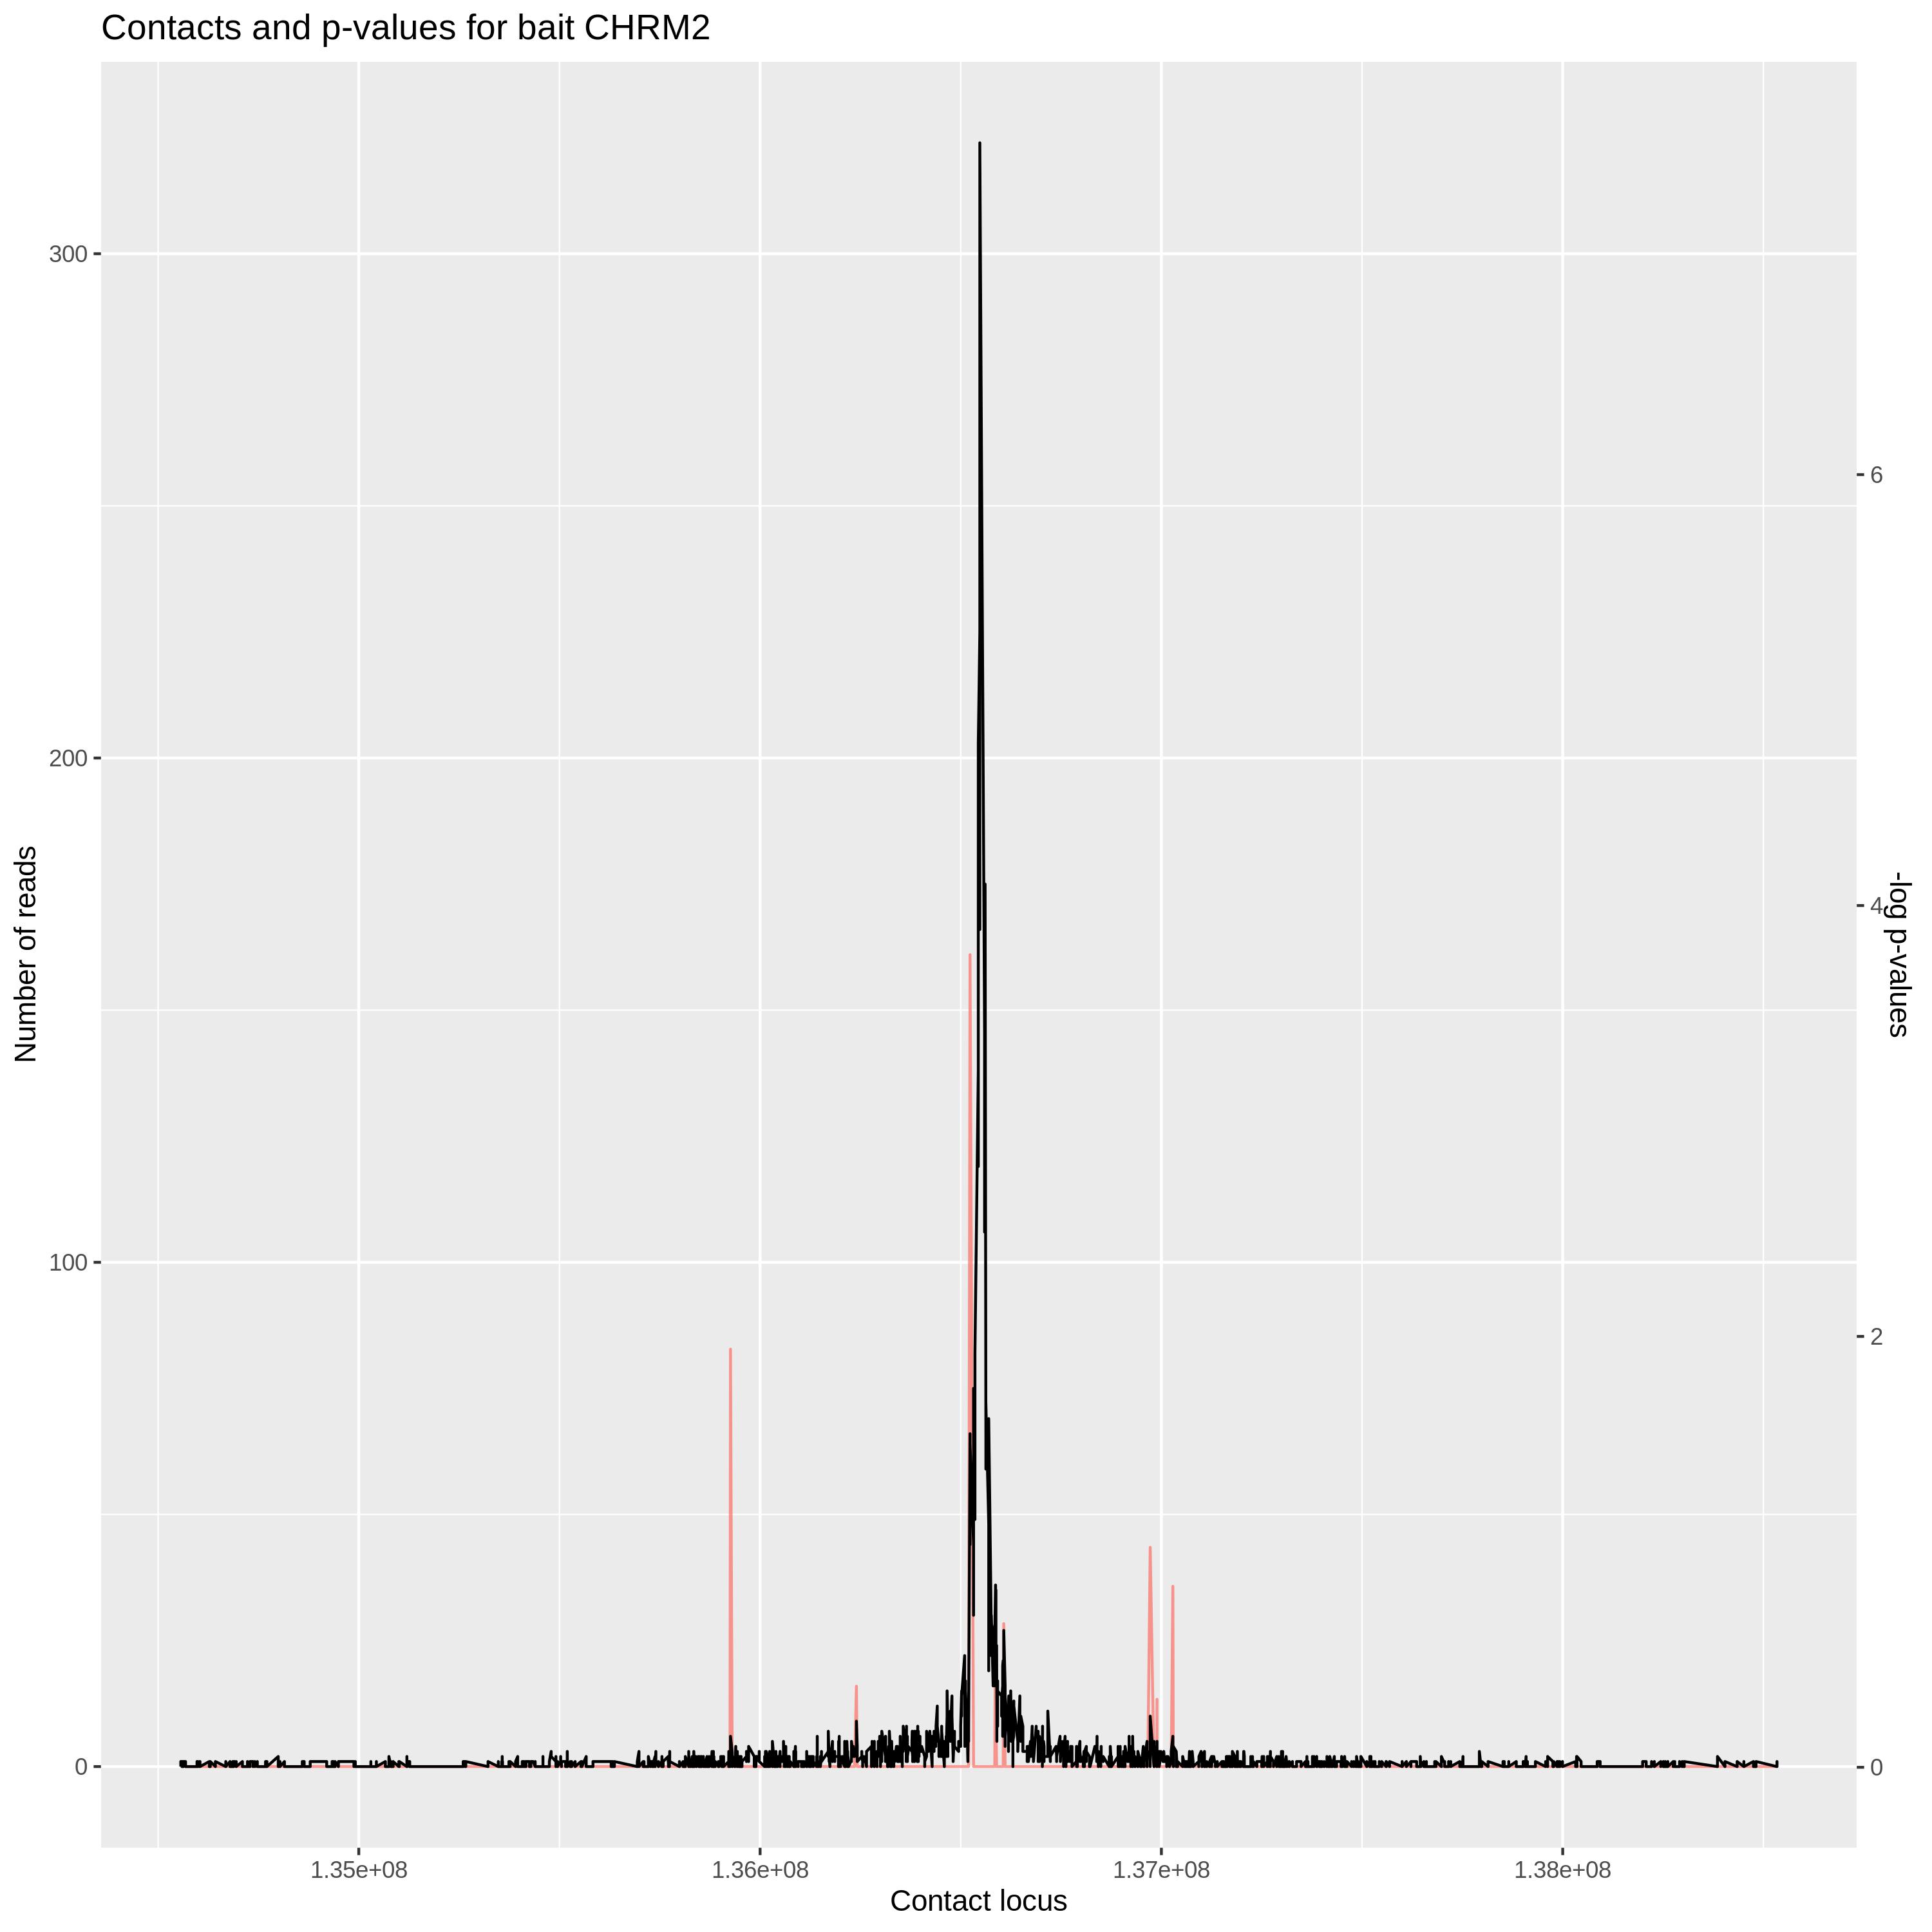 Contacts and p-values for bait CHRM2
300
200
100
0
Number of reads
6
4
2
0
-log p-values
1.35e+08 1.36e+08 1.37e+08 1.38e+08
Contact locus